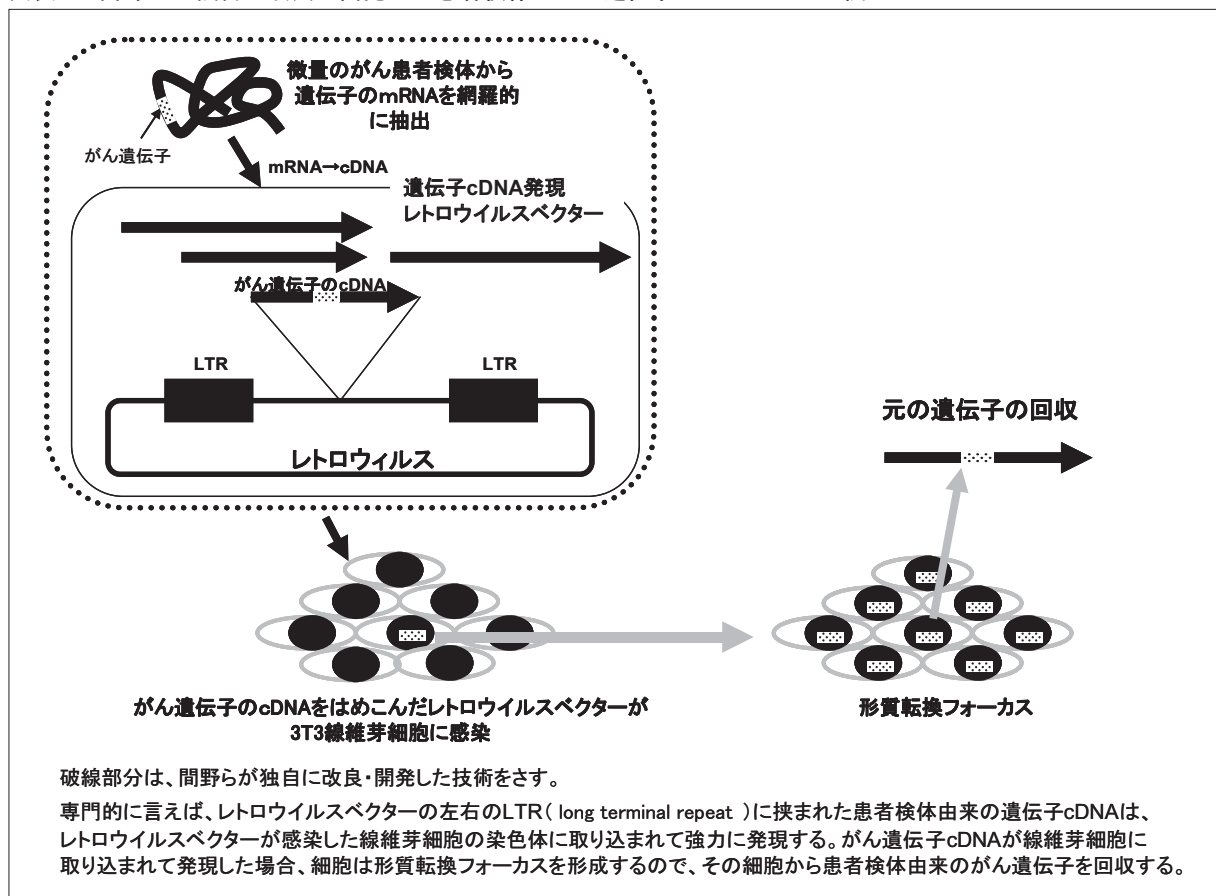 微量のがん患者検体から
遺伝子のmRNAを網羅的
に抽出
がん遺伝子
mRNA→cDNA
遺伝子cDNA発現
レトロウイルスベクター
がん遺伝子のcDNA
LTR
LTR
レトロウィルス
元の遺伝子の回収
がん遺伝子のcDNAをはめこんだレトロウイルスベクターが
3T3線維芽細胞に感染
形質転換フォーカス
破線部分は、間野らが独自に改良・開発した技術をさす。
専門的に言えば、レトロウイルスベクターの左右のLTR( long terminal repeat )に挟まれた患者検体由来の遺伝子cDNAは、
レトロウイルスベクターが感染した線維芽細胞の染色体に取り込まれて強力に発現する。がん遺伝子cDNAが線維芽細胞に
取り込まれて発現した場合、細胞は形質転換フォーカスを形成するので、その細胞から患者検体由来のがん遺伝子を回収する。